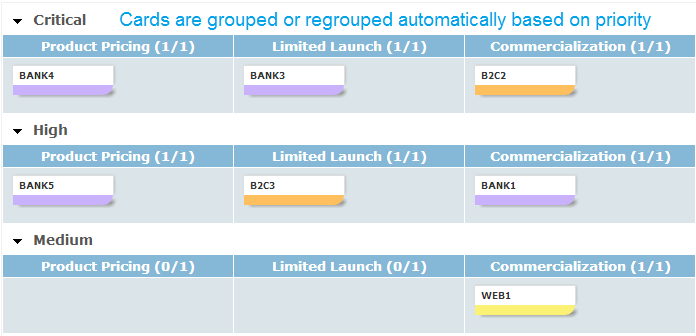 Critical Cards are grouped or regrouped automatically based on priority
Product Pricing (1/1) Limited Launch (1/1) Commercialization (1/1)
BANK4 BANK3 B2C2
High
Product Pricing (1/1) Limited Launch (1/1) Commercialization (1/1)
BANK5 B2C3 BANK1
Medium
Product Pricing (0/1) Limited Launch (0/1) Commercialization (1/1)
WEB1